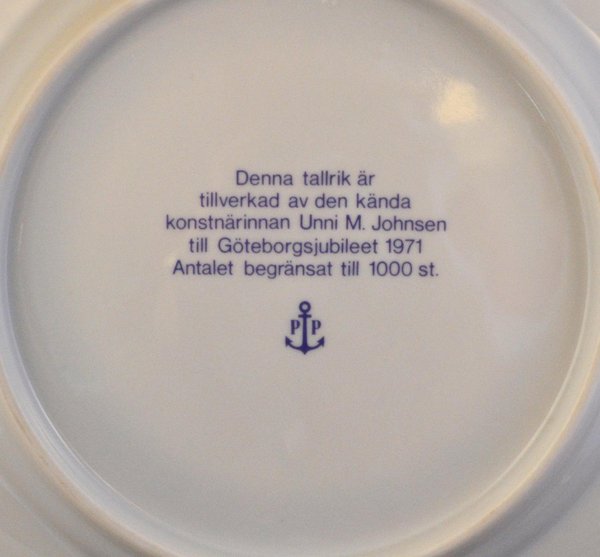 Denna tallrik är
tillverkad av den kända
konstnärinnan Unni M. Johnsen
till Göteborgsjubileet 1971
Antalet begränsat till 1000 st.
P P